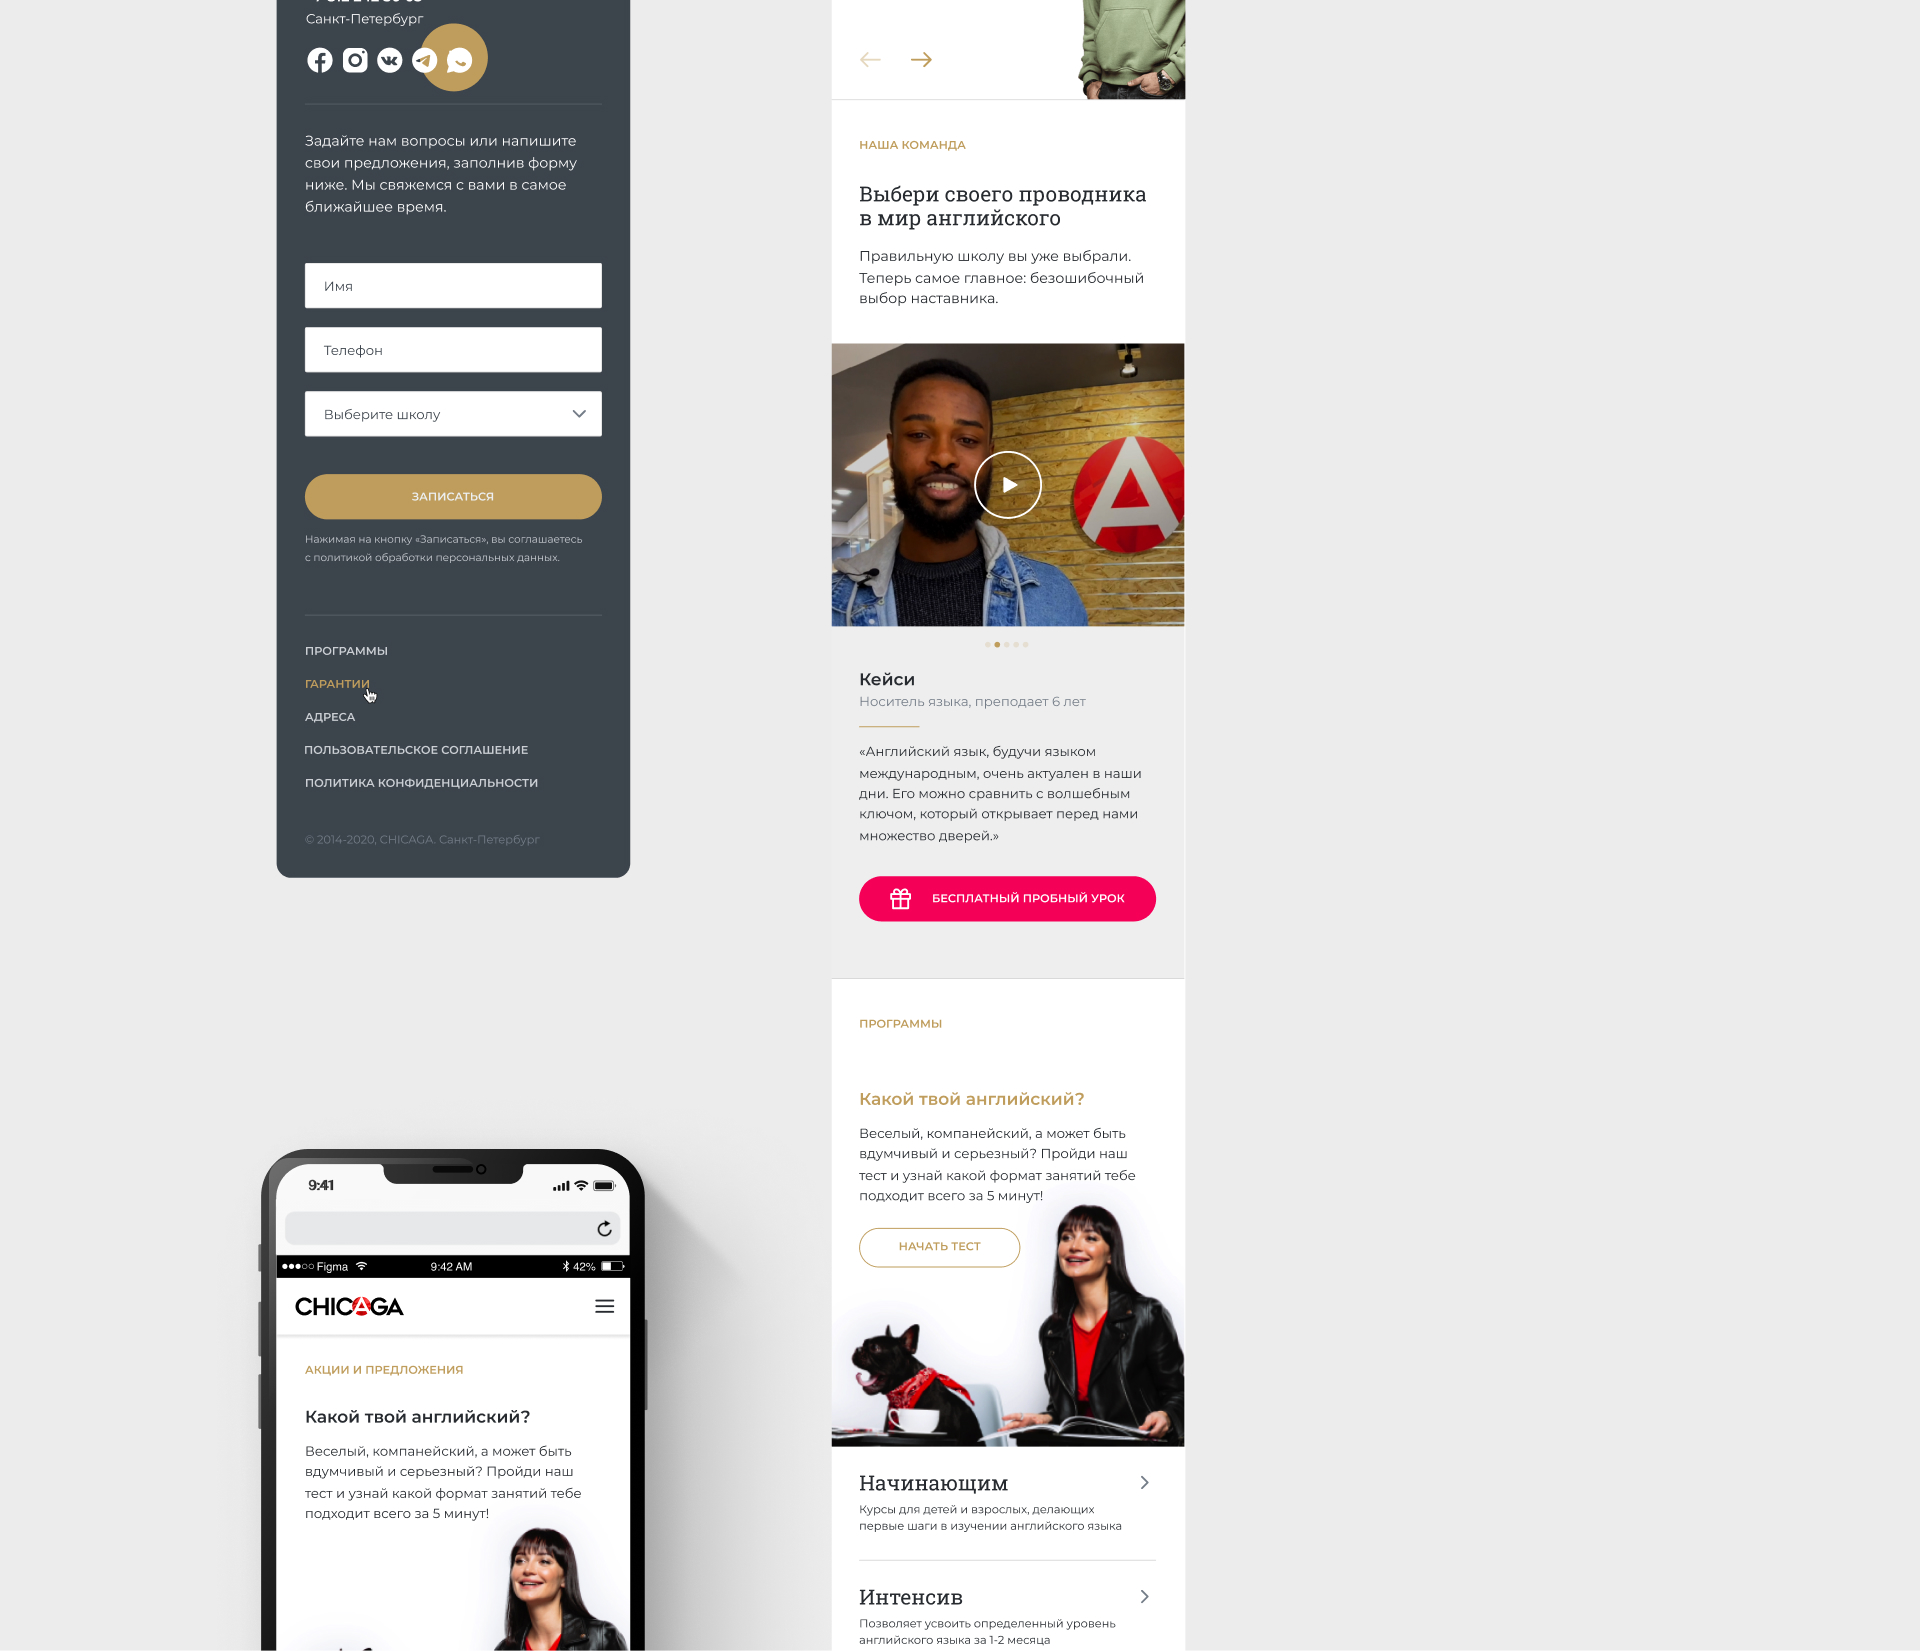 Санкт-Петербург
Задайте нам вопросы или напишите
свои предложения, заполнив форму
ниже. Мы свяжемся с вами в самое
ближайшее время.
Имя
Телефон
Выберите школу
ЗАПИСАТЬСЯ
Нажимая на кнопку «Записаться», вы соглашаетесь
с политикой обработки персональных данных.
ПРОГРАММЫ
ГАРАНТИИ
АДРЕСА
ПОЛЬЗОВАТЕЛЬСКОЕ СОГЛАШЕНИЕ
ПОЛИТИКА КОНФИДЕНЦИАЛЬНОСТИ
© 2014-2020, CHICAGA. Санкт-Петербург
9:41
Figma 9:42 AM 42%
CHICAGA
АКЦИИ И ПРЕДЛОЖЕНИЯ
Какой твой английский?
Веселый, компанейский, а может быть
вдумчивый и серьезный? Пройди наш
тест и узнай какой формат занятий тебе
подходит всего за 5 минут!
НАША КОМАНДА
Выбери своего проводника
в мир английского
Правильную школу вы уже выбрали.
Теперь самое главное: безошибочный
выбор наставника.
A
Кейси
Носитель языка, преподает 6 лет
«Английский язык, будучи языком
международным, очень актуален в наши
дни. Его можно сравнить с волшебным
ключом, который открывает перед нами
множество дверей.»
БЕСПЛАТНЫЙ ПРОБНЫЙ УРОК
ПРОГРАММЫ
Какой твой английский?
Веселый, компанейский, а может быть
вдумчивый и серьезный? Пройди наш
тест и узнай какой формат занятий тебе
подходит всего за 5 минут!
НАЧАТЬ ТЕСТ
Начинающим
Курсы для детей и взрослых, делающих
первые шаги в изучении английского языка
Интенсив
Позволяет усвоить определенный уровень
английского языка за 1-2 месяца